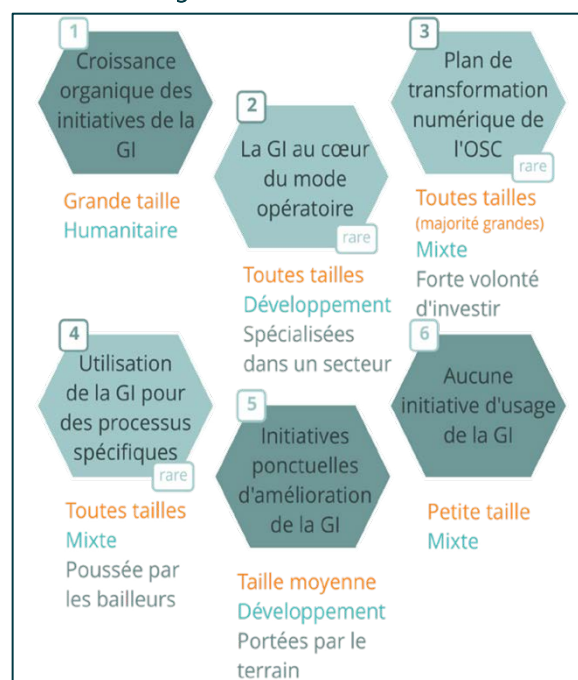 1
Croissance
organique des
initiatives de la
GI
Grande taille
Humanitaire
2
La GI au cœur
du mode
opératoire
rare
Toutes tailles
Développement
Spécialisées
dans un secteur
3
Plan de
transformation
numérique de
l'OSC
rare
Toutes tailles
(majorité grandes)
Mixte
Forte volonté
d'investir
4
Utilisation
de la GI pour
des processus
spécifiques
rare
Toutes tailles
Mixte
Poussée par
les bailleurs
5
Initiatives
ponctuelles
d'amélioration
de la GI
Taille moyenne
Développement
Portées par le
terrain
6
Aucune
initiative d'usage
de la GI
Petite taille
Mixte